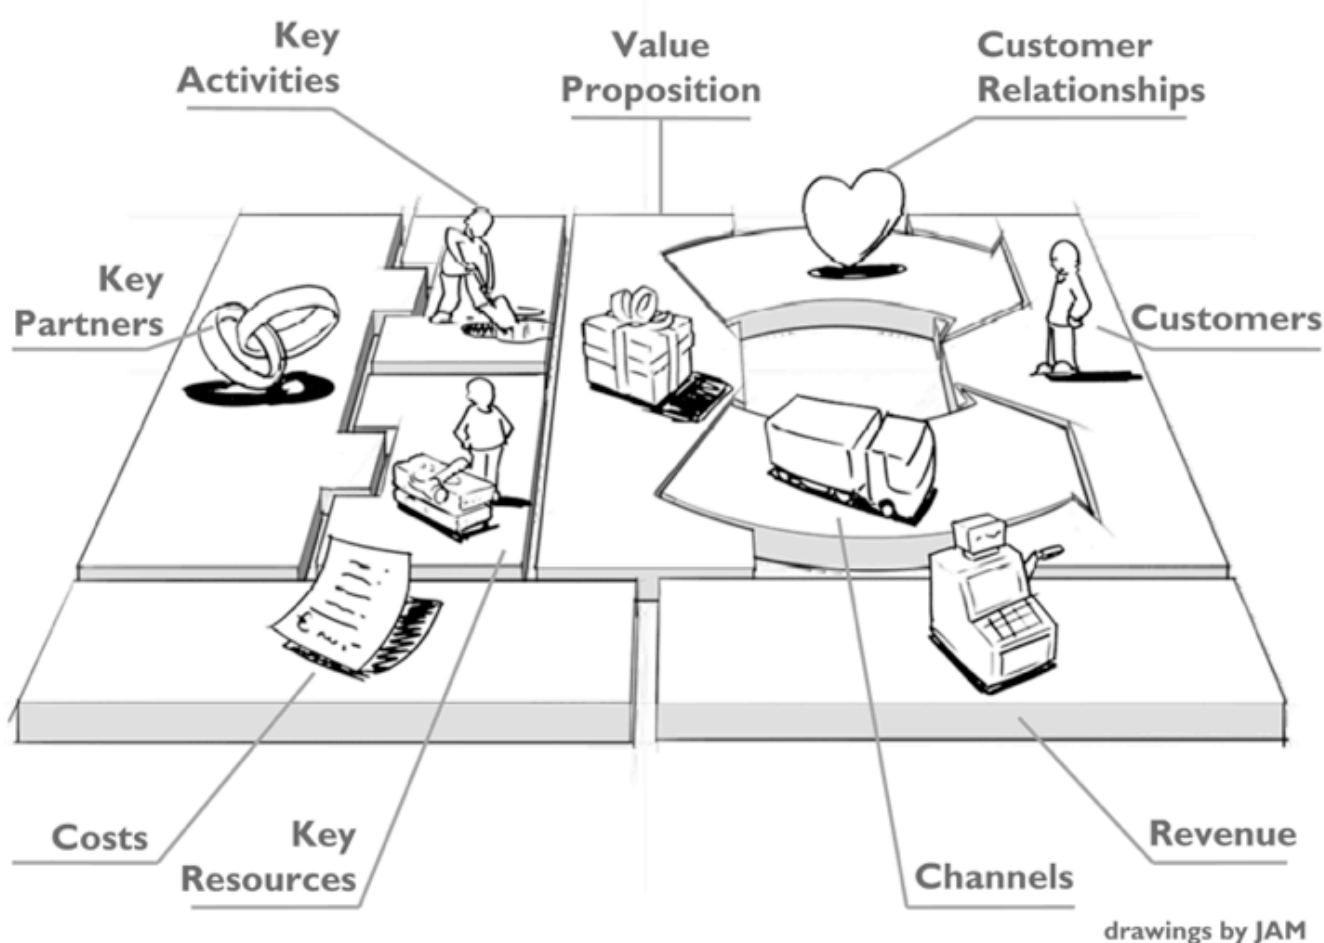 Key
Activities
Value
Proposition
Customer
Relationships
Key
Partners
Customers
Costs
Key
Resources
Channels
Revenue
drawings by JAM